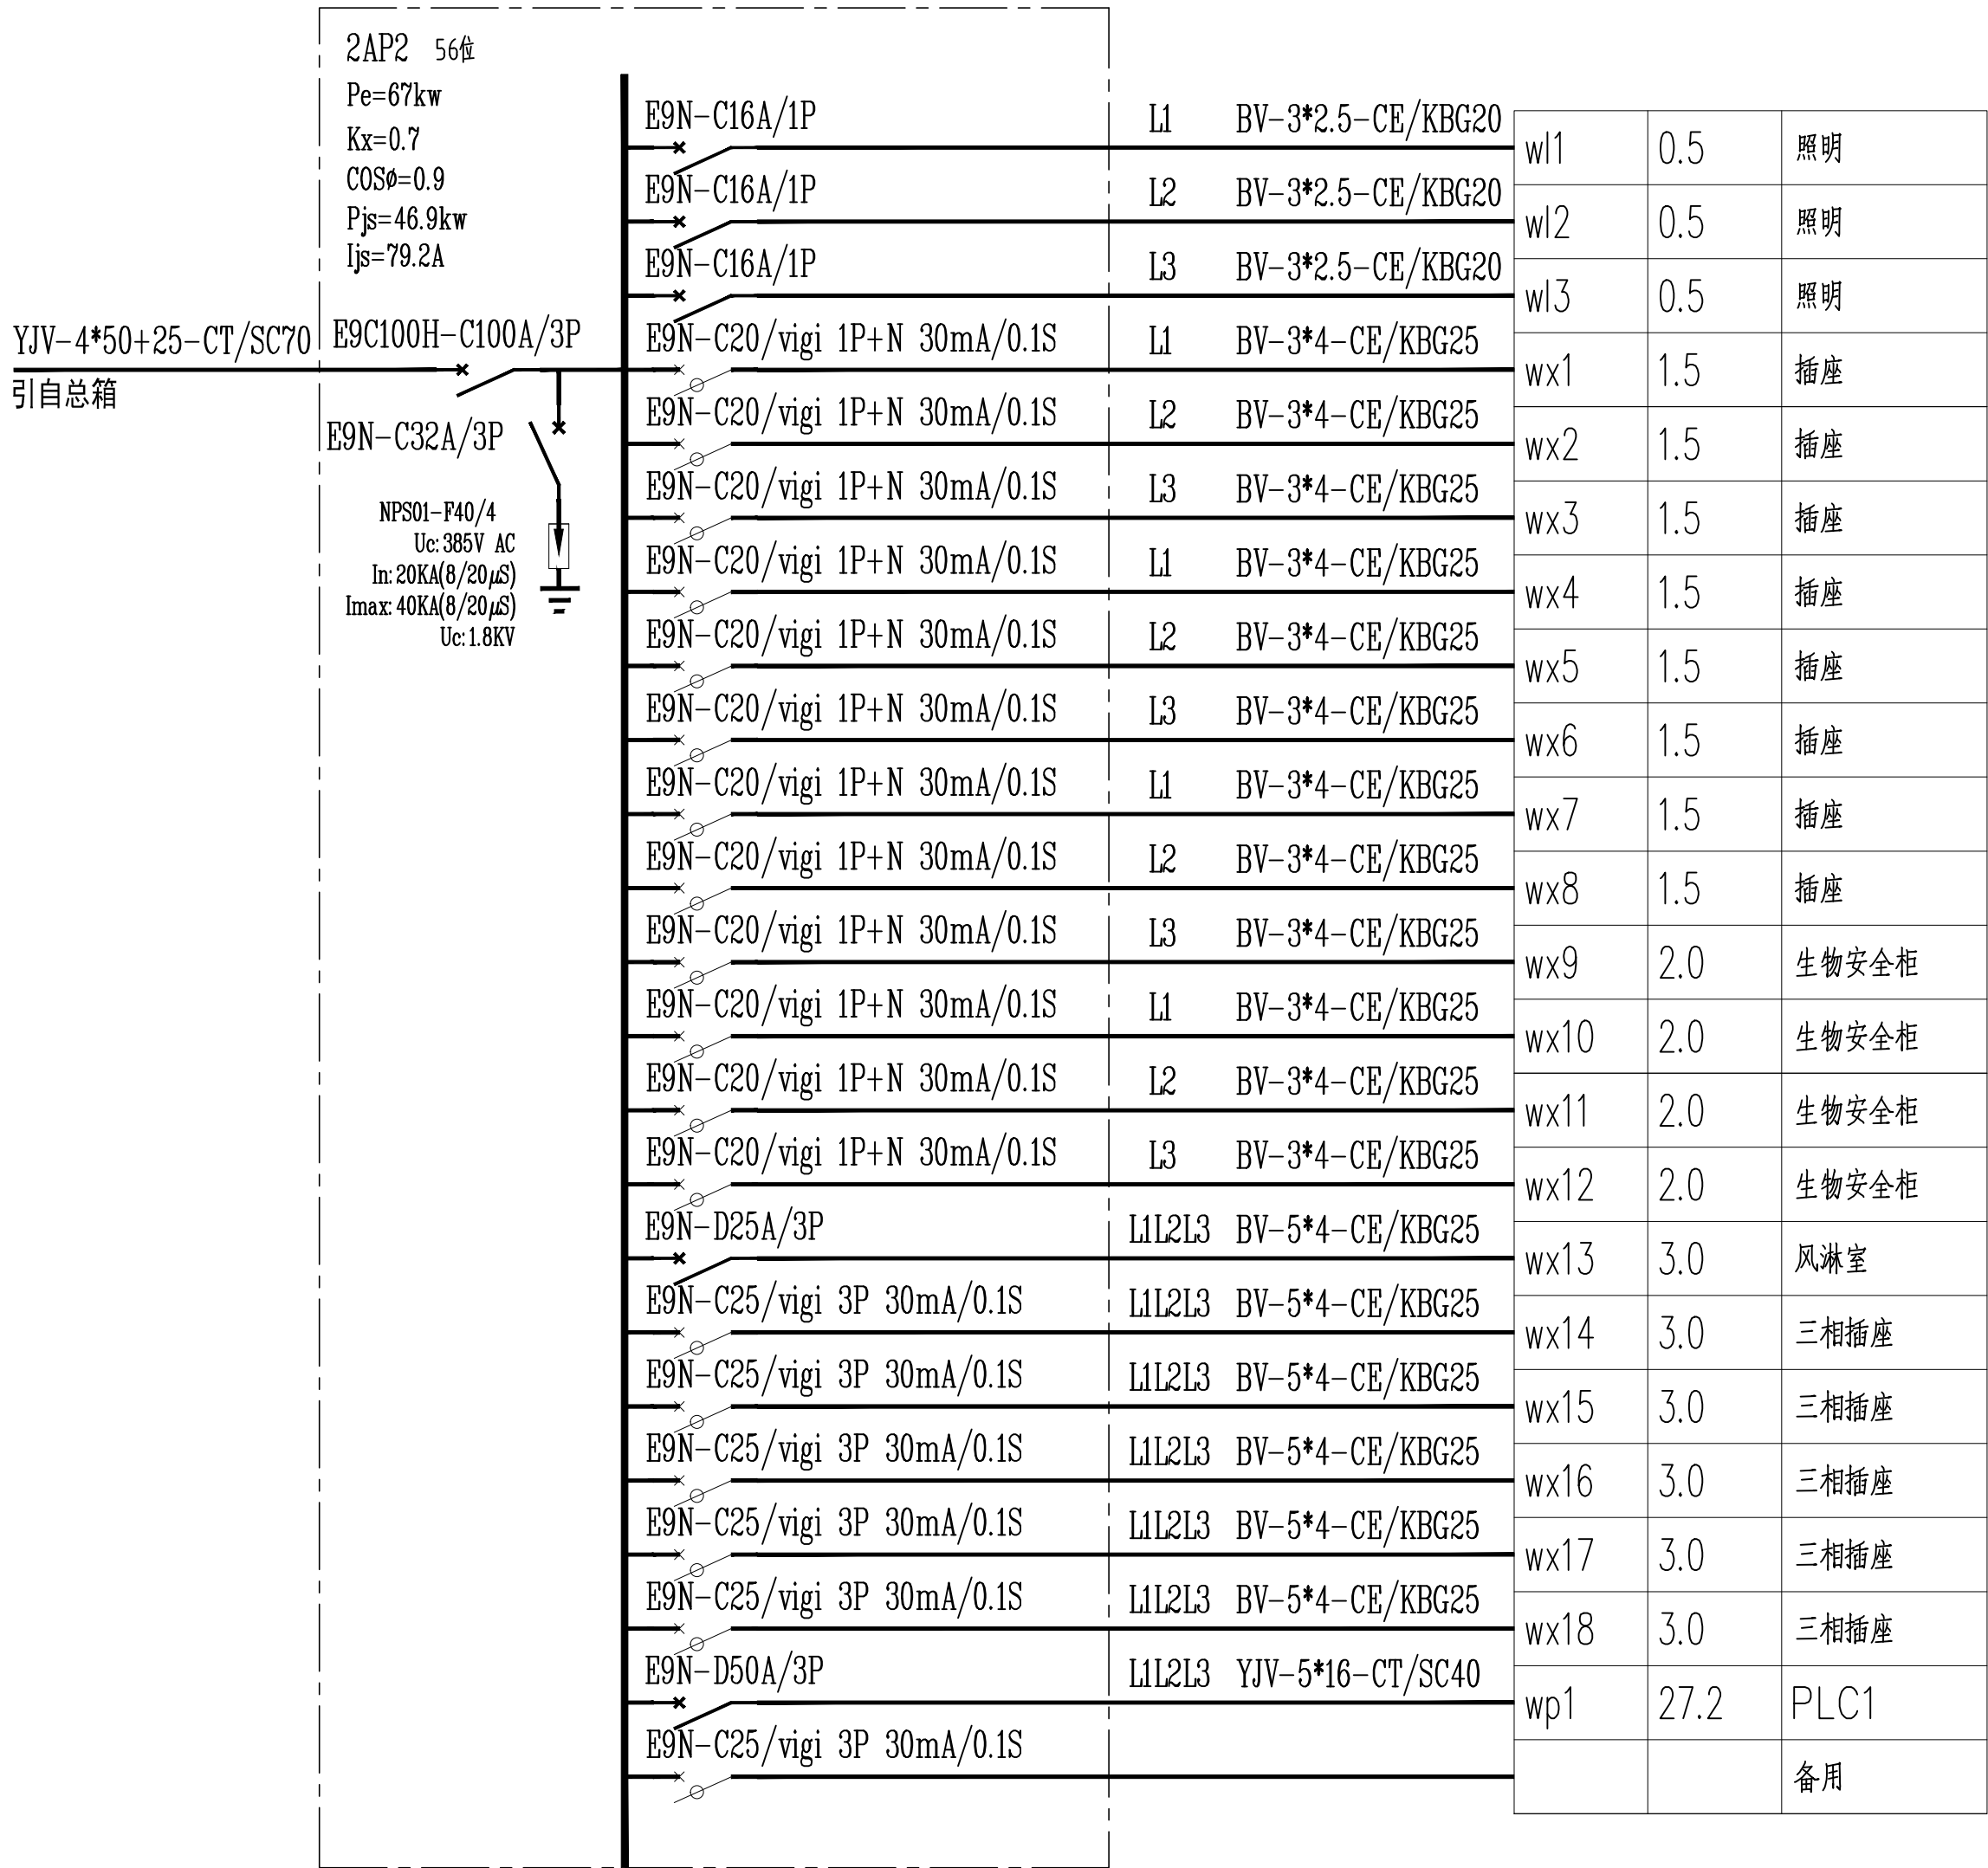 2AP2 56位
Pe=67kw
Kx=0.7
COSø=0.9
Pjs=46.9kw
Ijs=79.2A
YJV-4*50+25-CT/SC70
引自总箱
E9C100H-C100A/3P
E9N-C32A/3P
NPS01-F40/4
Uc:385V AC
In:20KA(8/20μS)
Imax:40KA(8/20μS)
Uc:1.8KV
E9N-C16A/1P L1 BV-3*2.5-CE/KBG20 wl1 0.5 照明
E9N-C16A/1P L2 BV-3*2.5-CE/KBG20 wl2 0.5 照明
E9N-C16A/1P L3 BV-3*2.5-CE/KBG20 wl3 0.5 照明
E9N-C20/vigi 1P+N 30mA/0.1S L1 BV-3*4-CE/KBG25 wx1 1.5 插座
E9N-C20/vigi 1P+N 30mA/0.1S L2 BV-3*4-CE/KBG25 wx2 1.5 插座
E9N-C20/vigi 1P+N 30mA/0.1S L3 BV-3*4-CE/KBG25 wx3 1.5 插座
E9N-C20/vigi 1P+N 30mA/0.1S L1 BV-3*4-CE/KBG25 wx4 1.5 插座
E9N-C20/vigi 1P+N 30mA/0.1S L2 BV-3*4-CE/KBG25 wx5 1.5 插座
E9N-C20/vigi 1P+N 30mA/0.1S L3 BV-3*4-CE/KBG25 wx6 1.5 插座
E9N-C20/vigi 1P+N 30mA/0.1S L1 BV-3*4-CE/KBG25 wx7 1.5 插座
E9N-C20/vigi 1P+N 30mA/0.1S L2 BV-3*4-CE/KBG25 wx8 1.5 插座
E9N-C20/vigi 1P+N 30mA/0.1S L3 BV-3*4-CE/KBG25 wx9 2.0 生物安全柜
E9N-C20/vigi 1P+N 30mA/0.1S L1 BV-3*4-CE/KBG25 wx10 2.0 生物安全柜
E9N-C20/vigi 1P+N 30mA/0.1S L2 BV-3*4-CE/KBG25 wx11 2.0 生物安全柜
E9N-C20/vigi 1P+N 30mA/0.1S L3 BV-3*4-CE/KBG25 wx12 2.0 生物安全柜
E9N-D25A/3P L1L2L3 BV-5*4-CE/KBG25 wx13 3.0 风淋室
E9N-C25/vigi 3P 30mA/0.1S L1L2L3 BV-5*4-CE/KBG25 wx14 3.0 三相插座
E9N-C25/vigi 3P 30mA/0.1S L1L2L3 BV-5*4-CE/KBG25 wx15 3.0 三相插座
E9N-C25/vigi 3P 30mA/0.1S L1L2L3 BV-5*4-CE/KBG25 wx16 3.0 三相插座
E9N-C25/vigi 3P 30mA/0.1S L1L2L3 BV-5*4-CE/KBG25 wx17 3.0 三相插座
E9N-C25/vigi 3P 30mA/0.1S L1L2L3 BV-5*4-CE/KBG25 wx18 3.0 三相插座
E9N-D50A/3P L1L2L3 YJV-5*16-CT/SC40 wp1 27.2 PLC1
E9N-C25/vigi 3P 30mA/0.1S 备用